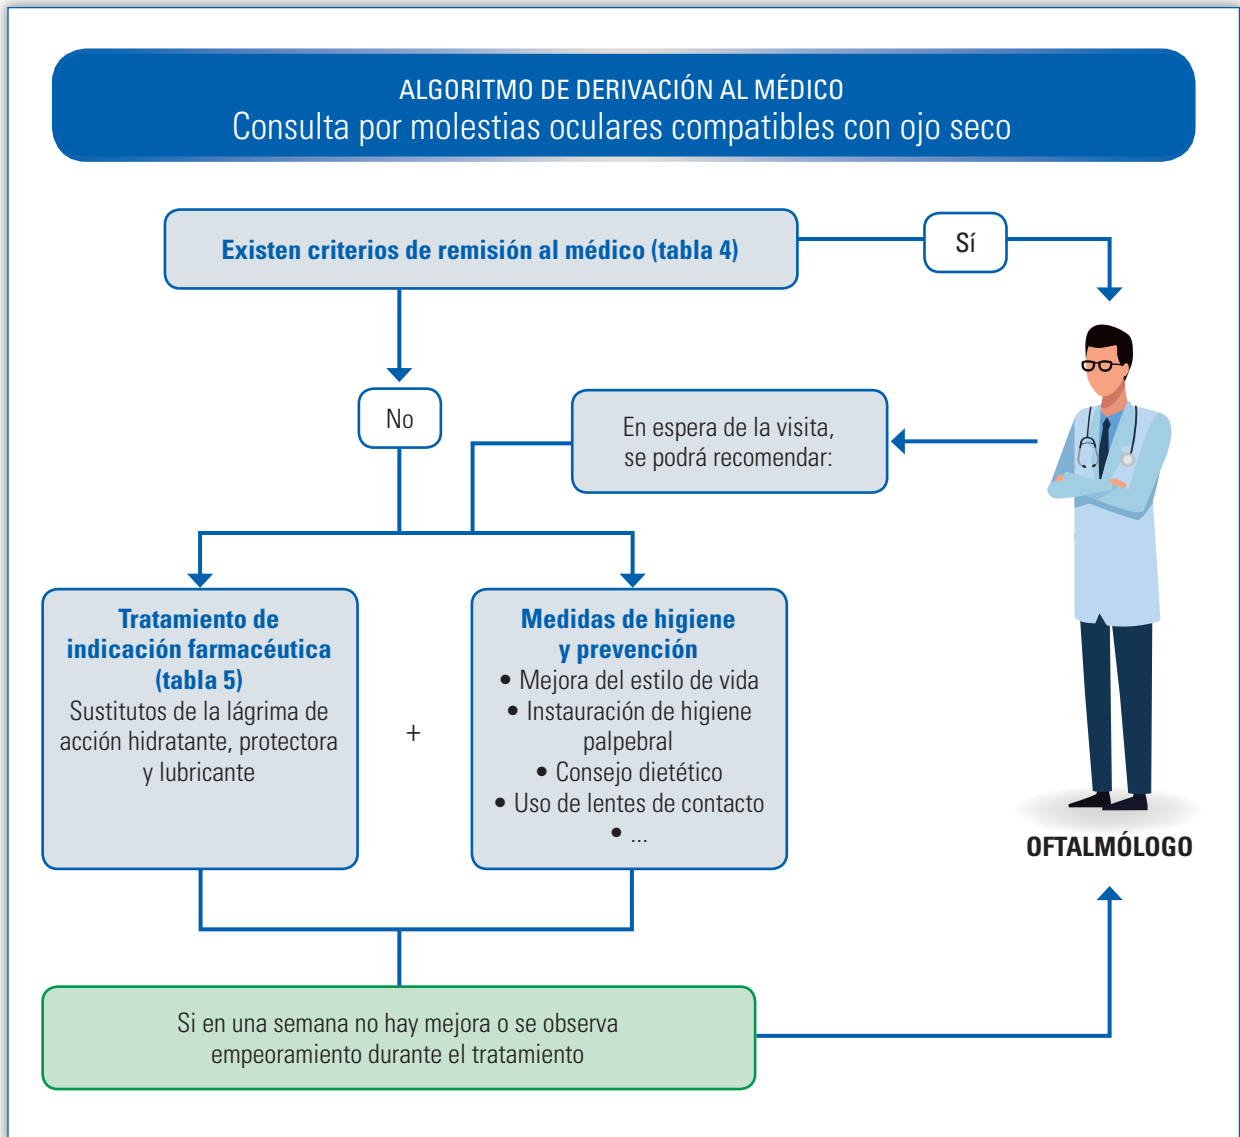 ALGORITMO DE DERIVACIÓN AL MÉDICO
Consulta por molestias oculares compatibles con ojo seco
Existen criterios de remisión al médico (tabla 4)
Sí
No
En espera de la visita,
se podrá recomendar:
Tratamiento de
indicación farmacéutica
(tabla 5)
Sustitutos de la lágrima de
acción hidratante, protectora
y lubricante
+
Medidas de higiene
y prevención
• Mejora del estilo de vida
• Instauración de higiene
palpebral
• Consejo dietético
• Uso de lentes de contacto
• ...
OFTALMÓLOGO
Si en una semana no hay mejora o se observa
empeoramiento durante el tratamiento